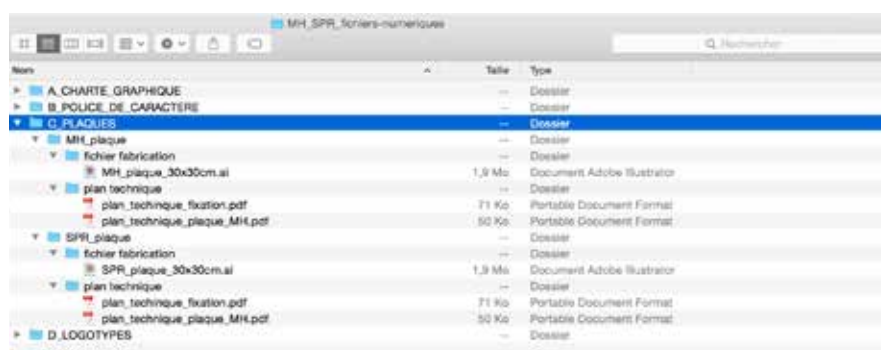 MH_SPR_fichiers-numeriques
Rechercher
Nom Taille Type
A_CHARTE_GRAPHIQUE -- Dossier
B_POLICE_DE_CARACTERE -- Dossier
C_PLAQUES -- Dossier
MH_plaque -- Dossier
fichier fabrication -- Dossier
MH_plaque_30x30cm.ai 1,9 Mo Document Adobe Illustrator
plan technique -- Dossier
plan_techinique_fixation.pdf 71 Ko Portable Document Format
plan_technique_plaque_MH.pdf 50 Ko Portable Document Format
SPR_plaque -- Dossier
fichier fabrication -- Dossier
SPR_plaque_30x30cm.ai 1,9 Mo Document Adobe Illustrator
plan technique -- Dossier
plan_techinique_fixation.pdf 71 Ko Portable Document Format
plan_technique_plaque_MH.pdf 50 Ko Portable Document Format
D_LOGOTYPES -- Dossier